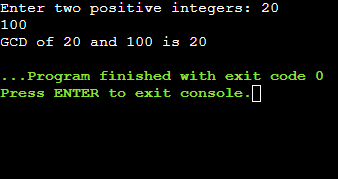 Enter two positive integers: 20
100
GCD of 20 and 100 is 20
...Program finished with exit code 0
Press ENTER to exit console.